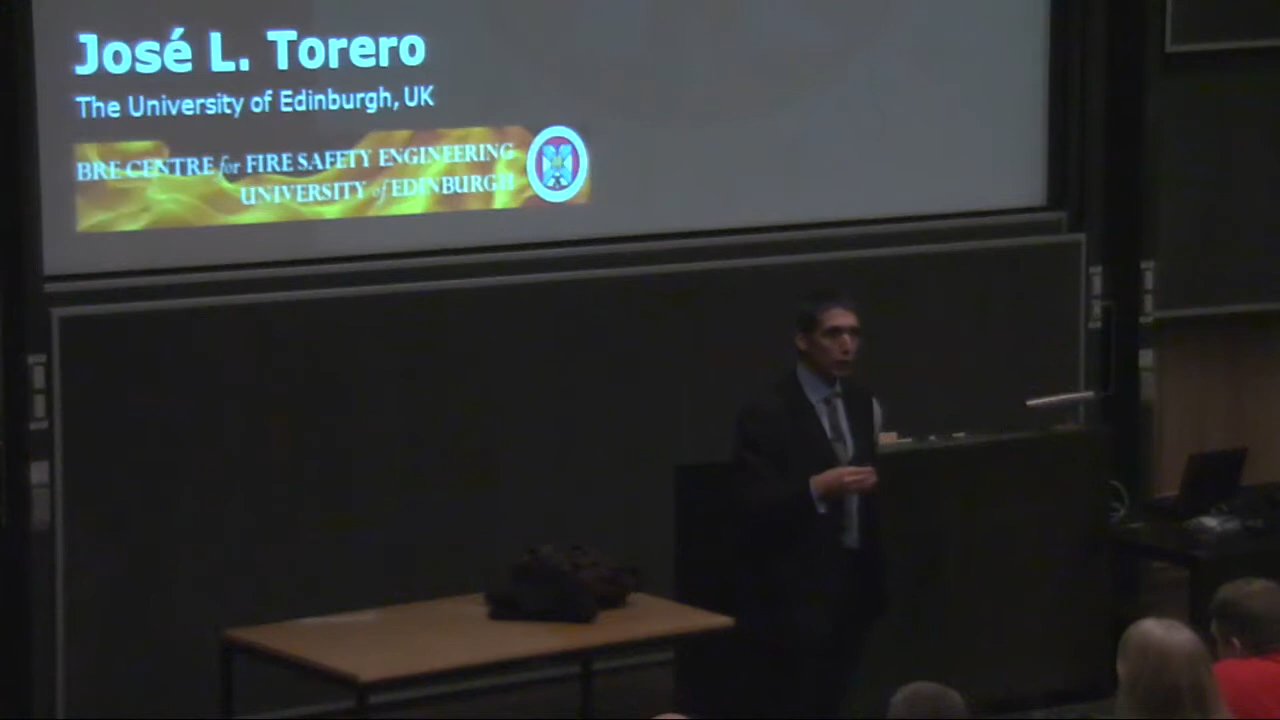 José L. Torero
The University of Edinburgh, UK
BRE CENTRE for FIRE SAFETY ENGINEERING
UNIVERSITY of EDINBURGH